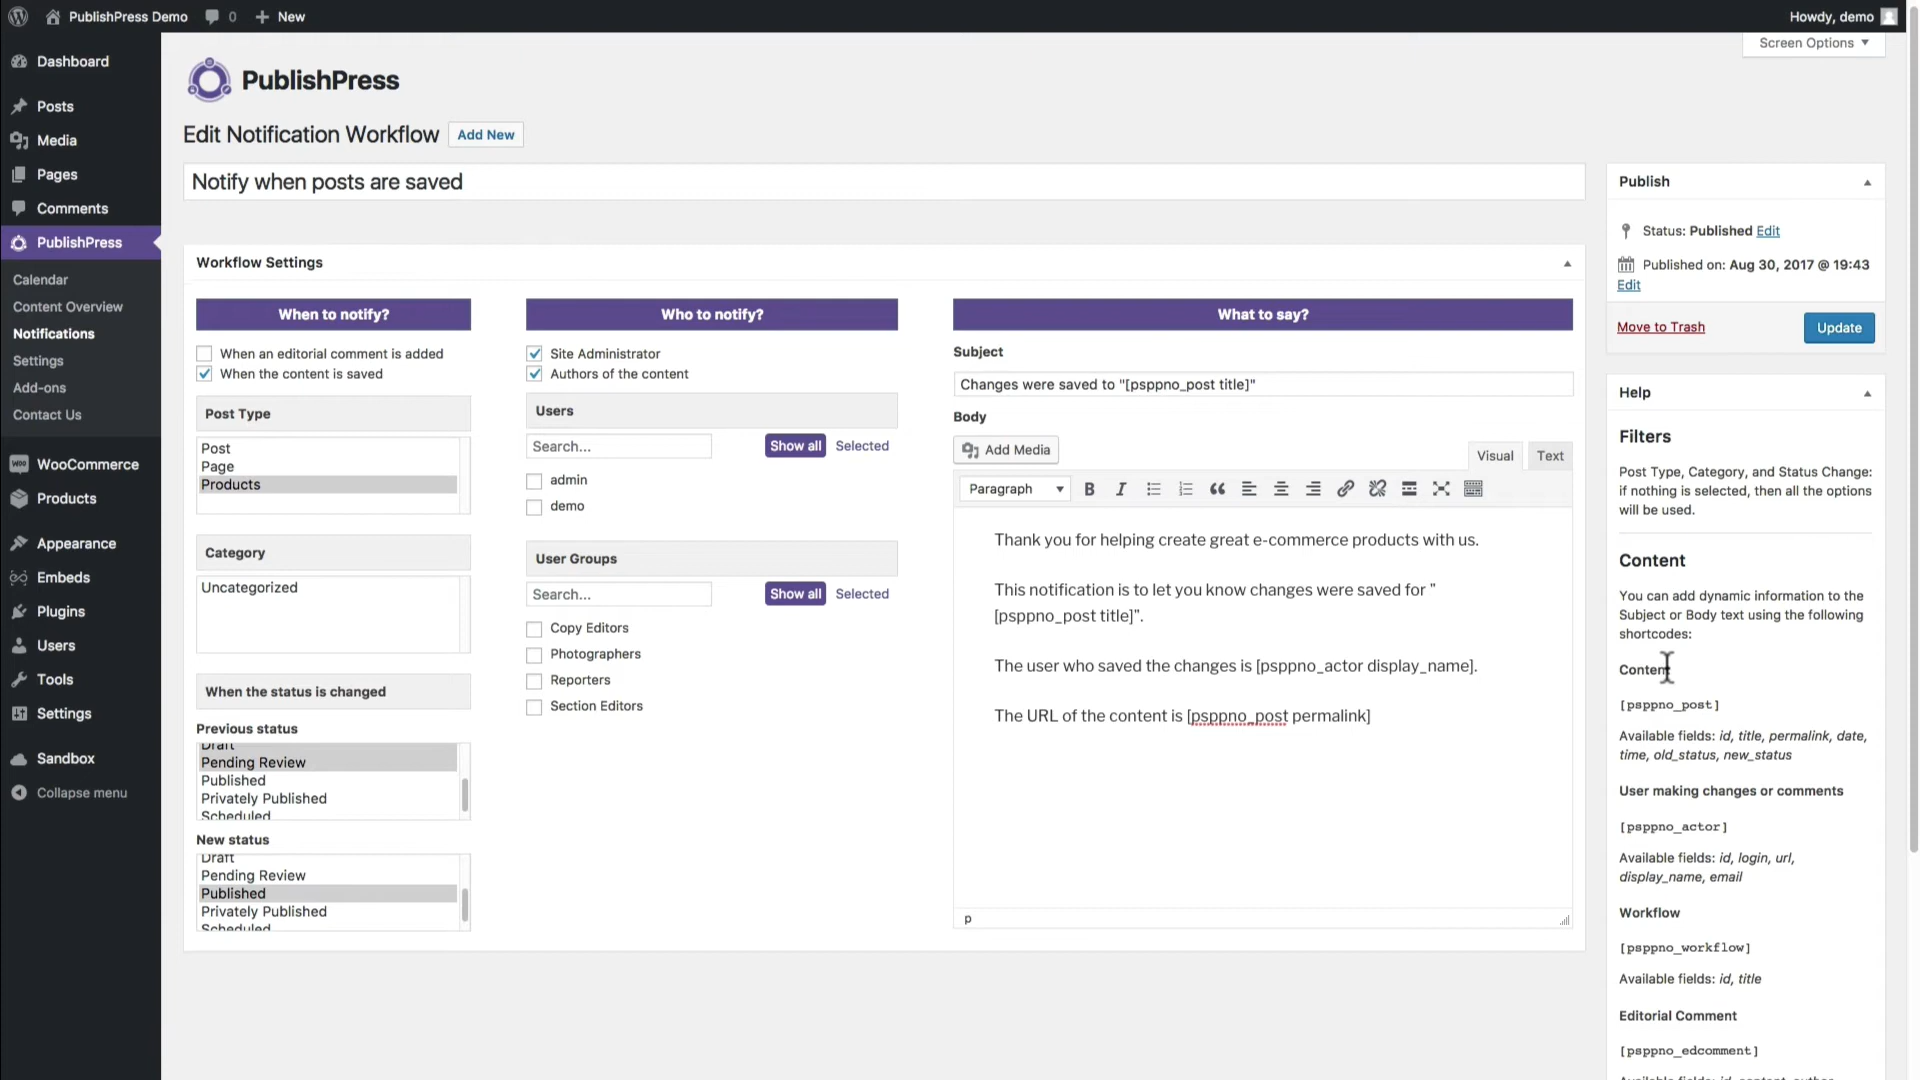 PublishPress Demo 0 New Howdy, demo
Screen Options
Dashboard
Posts
Media
Pages
Comments
PublishPress
Calendar
Content Overview
Notifications
Settings
Add-ons
Contact Us
WooCommerce
Products
Appearance
Embeds
Plugins
Users
Tools
Settings
Sandbox
Collapse menu
PublishPress
Edit Notification Workflow Add New
Notify when posts are saved
Workflow Settings
When to notify?
When an editorial comment is added
When the content is saved
Post Type
Post
Page
Products
Category
Uncategorized
When the status is changed
Previous status
Draft
Pending Review
Published
Privately Published
Scheduled
New status
Draft
Pending Review
Published
Privately Published
Scheduled
Who to notify?
Site Administrator
Authors of the content
Users
Search... Show all Selected
admin
demo
User Groups
Search... Show all Selected
Copy Editors
Photographers
Reporters
Section Editors
What to say?
Subject
Changes were saved to "[psppno_post title]"
Body
Add Media Visual Text
Paragraph B I
Thank you for helping create great e-commerce products with us.
This notification is to let you know changes were saved for "
[psppno_post title]".
The user who saved the changes is [psppno_actor display_name].
The URL of the content is [psppno_post permalink]
p
Publish
Status: Published Edit
Published on: Aug 30, 2017 @ 19:43
Edit
Move to Trash Update
Help
Filters
Post Type, Category, and Status Change:
if nothing is selected, then all the options
will be used.
Content
You can add dynamic information to the
Subject or Body text using the following
shortcodes:
Content
[psppno_post]
Available fields: id, title, permalink, date,
time, old_status, new_status
User making changes or comments
[psppno_actor]
Available fields: id, login, url,
display_name, email
Workflow
[psppno_workflow]
Available fields: id, title
Editorial Comment
[psppno_edcomment]
Available fields: id, content, author